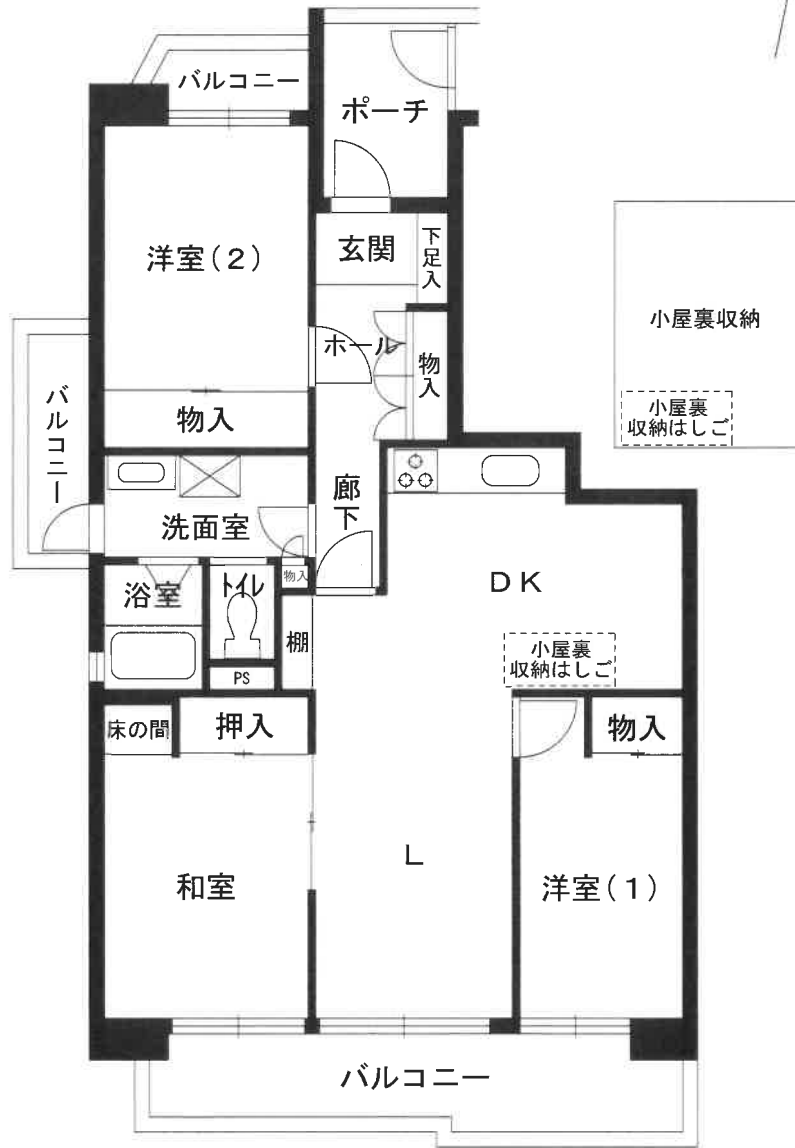 バルコニー
ポーチ
洋室(2)
玄関
下足入
小屋裏収納
ホール
物入
小屋裏
収納はしご
バルコニー
物入
廊下
洗面室
浴室
トイレ
物入
DK
棚
小屋裏
収納はしご
PS
床の間
押入
物入
和室
L
洋室(1)
バルコニー